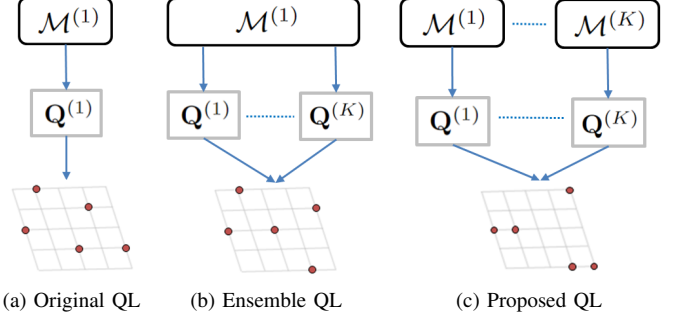 𝓜^(1) 𝓜^(1) 𝓜^(1) 𝓜^(K)
𝐐^(1) 𝐐^(1) 𝐐^(K) 𝐐^(1) 𝐐^(K)
(a) Original QL (b) Ensemble QL (c) Proposed QL